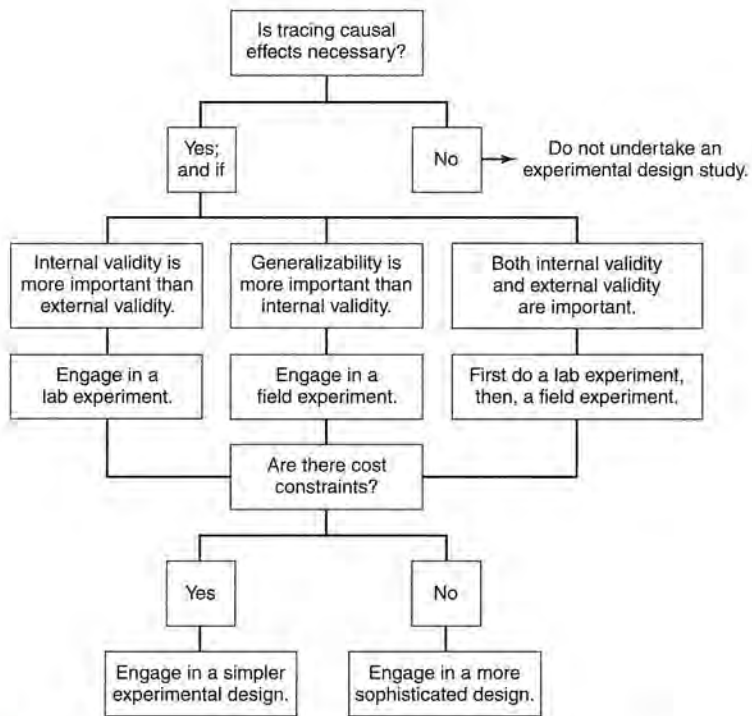 Is tracing causal
effects necessary?
Yes;
and if
No
Do not undertake an
experimental design study.
Internal validity is
more important than
external validity.
Generalizability is
more important than
internal validity.
Both internal validity
and external validity
are important.
Engage in a
lab experiment.
Engage in a
field experiment.
First do a lab experiment,
then, a field experiment.
Are there cost
constraints?
Yes
No
Engage in a simpler
experimental design.
Engage in a more
sophisticated design.